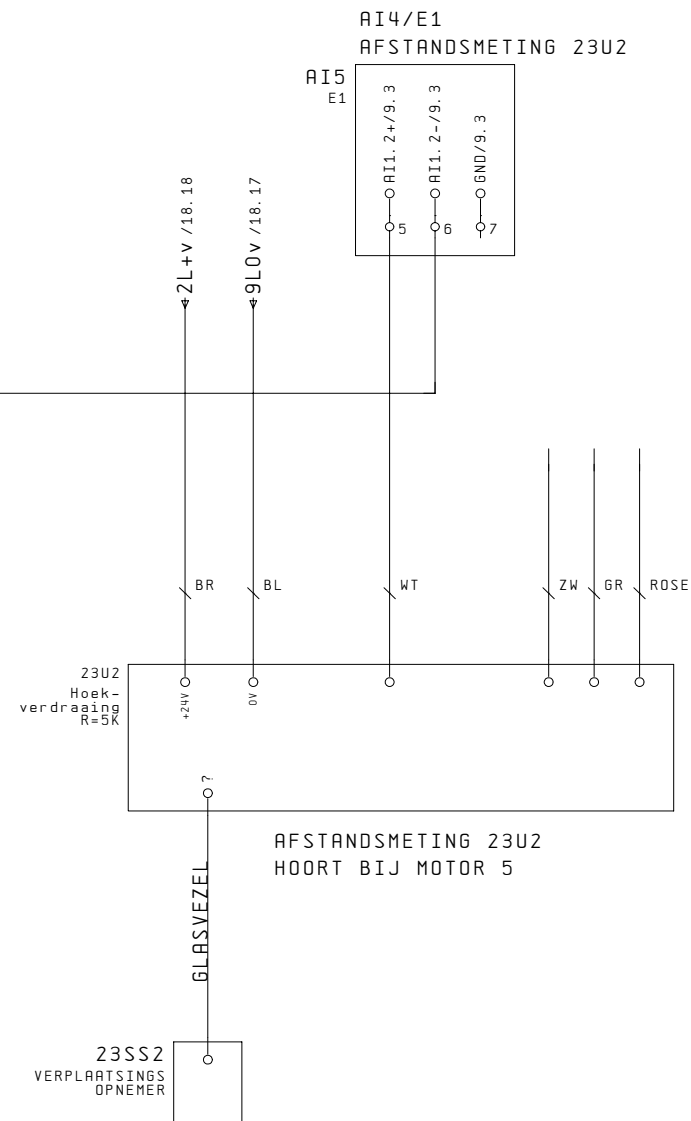 AI4/E1
AFSTANDSMETING 23U2
AI5
E1
AI1.2+/9.3
AI1.2-/9.3
GND/9.3
5
6
7
2L+V /18.18
9L0V /18.17
BR
BL
WT
ZW
GR
ROSE
23U2
Hoek-
verdraaing
R=5K
+24V
0V
?
AFSTANDSMETING 23U2
HOORT BIJ MOTOR 5
GLASVEZEL
23SS2
VERPLAATSINGS
OPNEMER